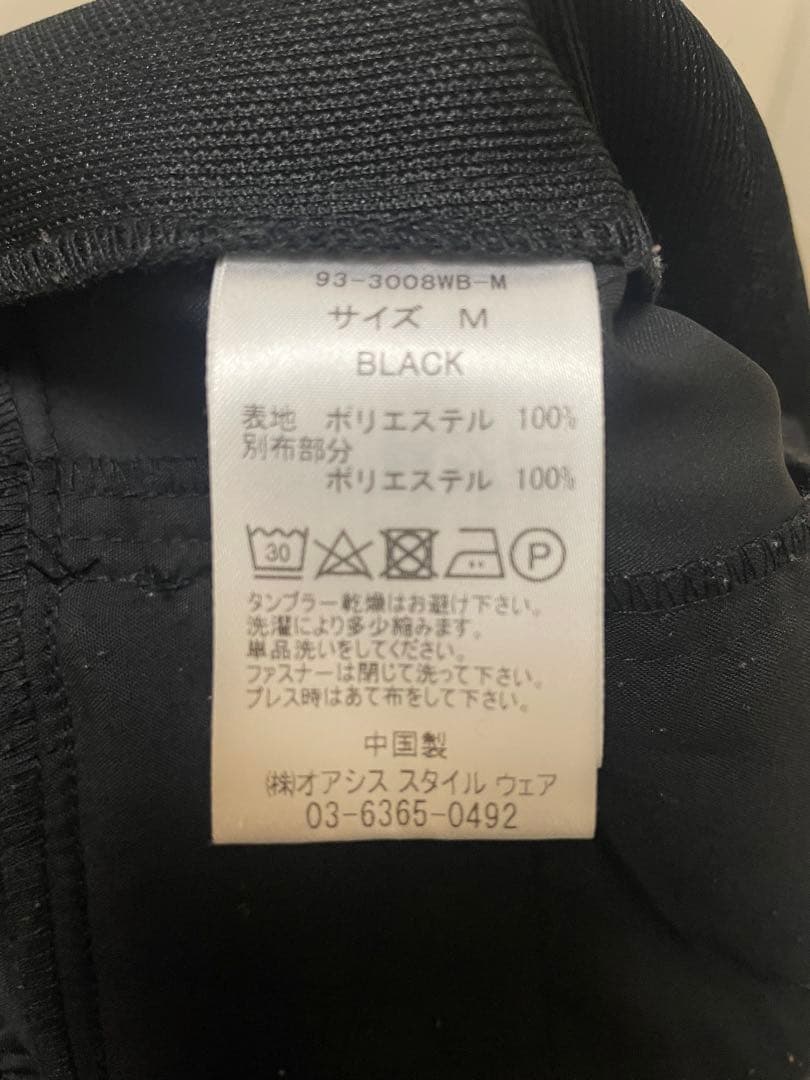 93-3008WB-M
サイズ M
BLACK
表地 ポリエステル 100%
別布部分
ポリエステル 100%
30 P
タンブラー乾燥はお避け下さい。
洗濯により多少縮みます。
単品洗いをしてください。
ファスナーは閉じて洗って下さい。
プレス時はあて布をして下さい。
中国製
㈱オアシス スタイル ウェア
03-6365-0492